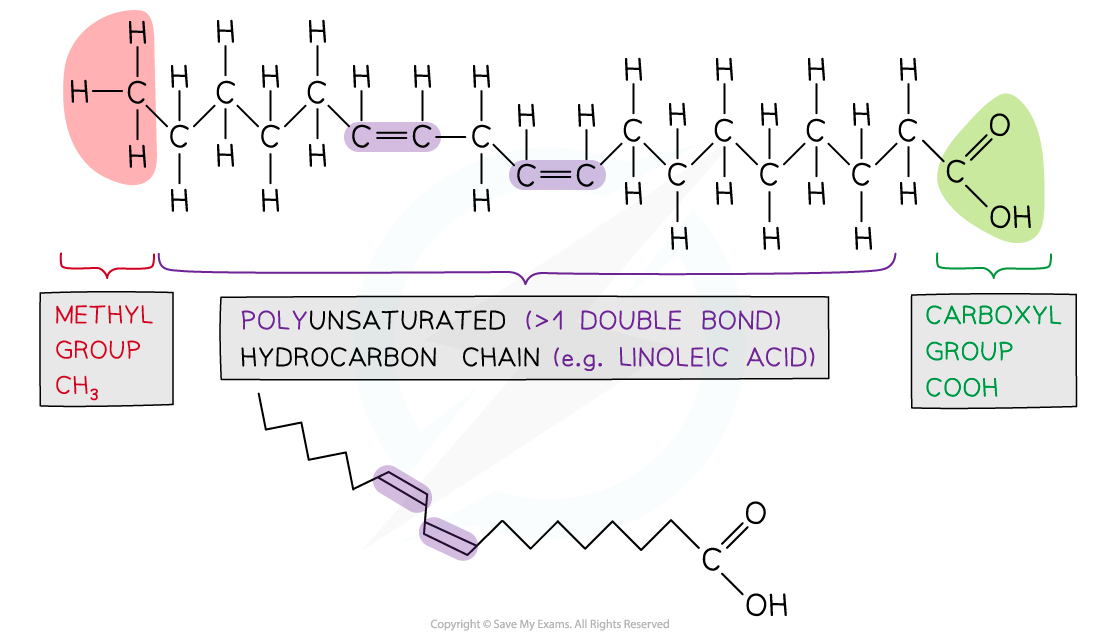 H H H
H H H H H H
H H H H
H—C C C H H H O
C C C=C—C C C C C
H H H H H H
C=C C C C C
H H H H H H H
H H H OH
H H H
METHYL
GROUP
CH₃
POLYUNSATURATED (>1 DOUBLE BOND)
HYDROCARBON CHAIN (e.g. LINOLEIC ACID)
CARBOXYL
GROUP
COOH
O
C
OH
Copyright © Save My Exams. All Rights Reserved